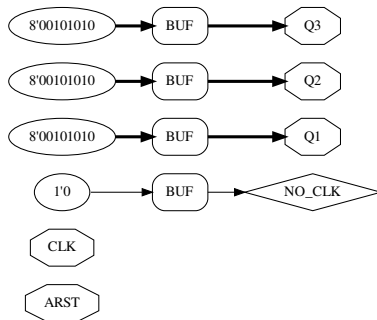 8'00101010 BUF Q3
8'00101010 BUF Q2
8'00101010 BUF Q1
1'0 BUF NO_CLK
CLK
ARST